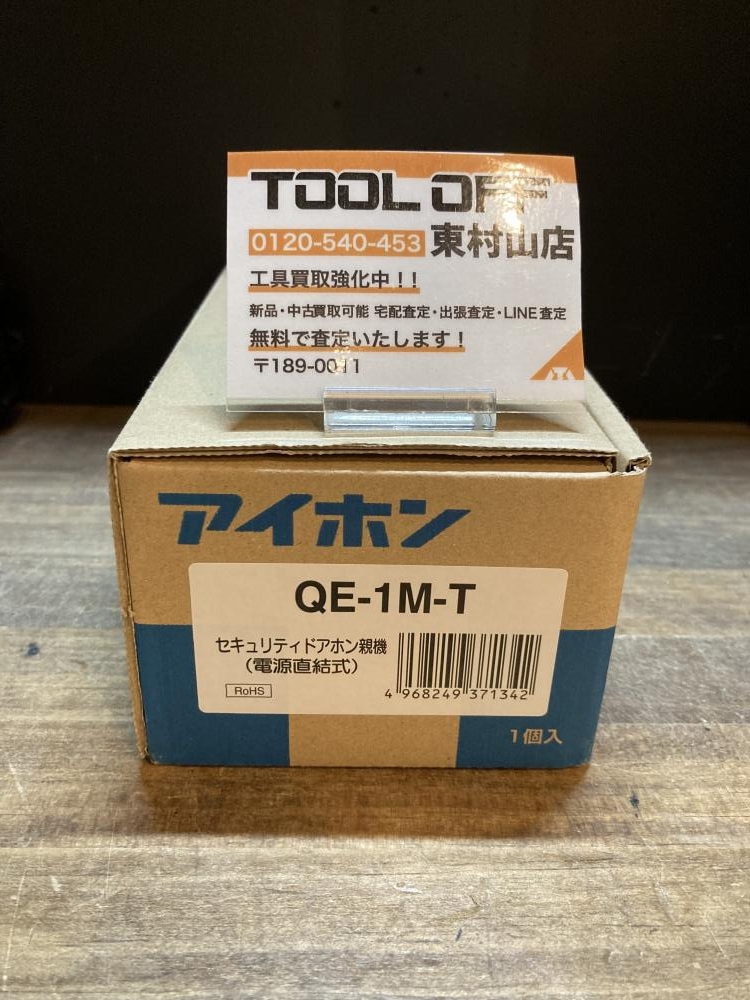 TOOL OFF
0120-540-453 東村山店
工具買取強化中!!
新品・中古買取可能 宅配査定・出張査定・LINE査定
無料で査定いたします!
〒189-0011
アイホン
QE-1M-T
セキュリティドアホン親機
(電源直結式)
RoHS
4 968249 371342
1個入